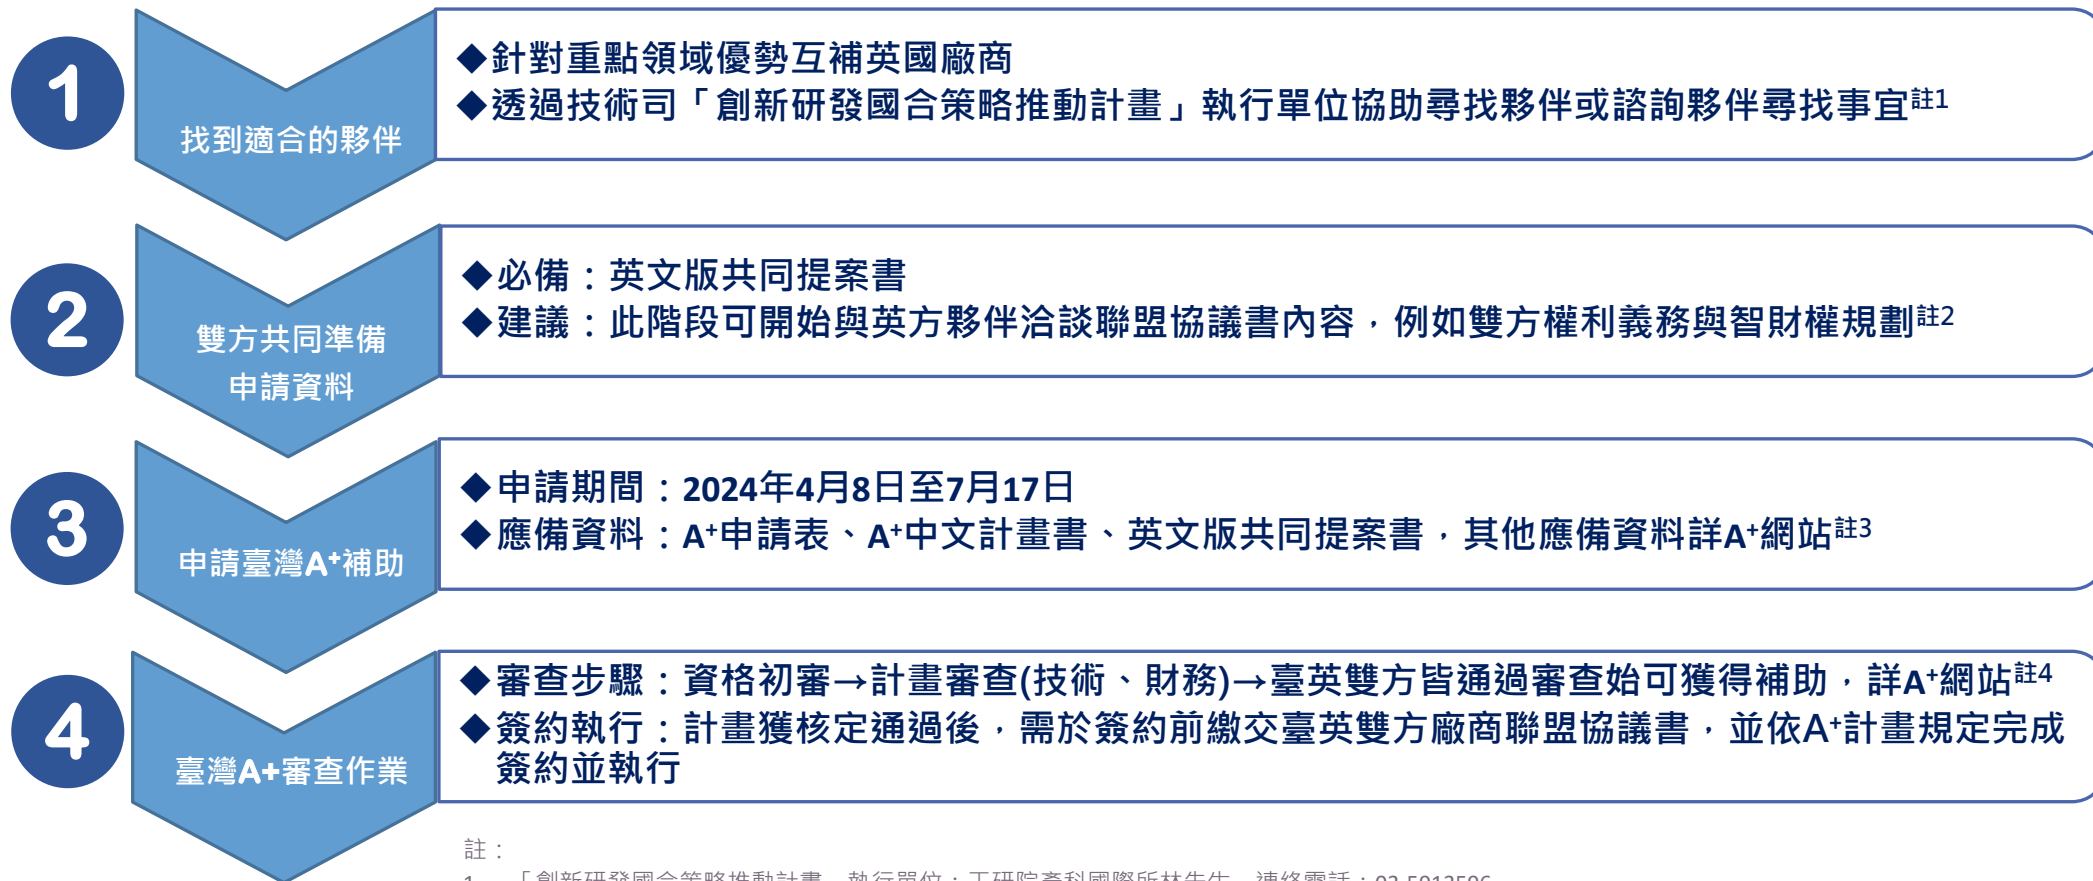 1
找到適合的夥伴
◆針對重點領域優勢互補英國廠商
◆透過技術司「創新研發國合策略推動計畫」執行單位協助尋找夥伴或諮詢夥伴尋找事宜註1
2
雙方共同準備
申請資料
◆必備：英文版共同提案書
◆建議：此階段可開始與英方夥伴洽談聯盟協議書內容，例如雙方權利義務與智財權規劃註2
3
申請臺灣A+補助
◆申請期間：2024年4月8日至7月17日
◆應備資料：A+申請表、A+中文計畫書、英文版共同提案書，其他應備資料詳A+網站註3
4
臺灣A+審查作業
◆審查步驟：資格初審→計畫審查(技術、財務)→臺英雙方皆通過審查始可獲得補助，詳A+網站註4
◆簽約執行：計畫獲核定通過後，需於簽約前繳交臺英雙方廠商聯盟協議書，並依A+計畫規定完成
簽約並執行
註：